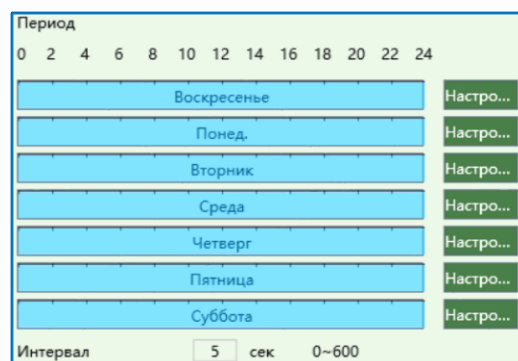 Период
0 2 4 6 8 10 12 14 16 18 20 22 24
Воскресенье Настро...
Понед. Настро...
Вторник Настро...
Среда Настро...
Четверг Настро...
Пятница Настро...
Суббота Настро...
Интервал 5 сек 0~600